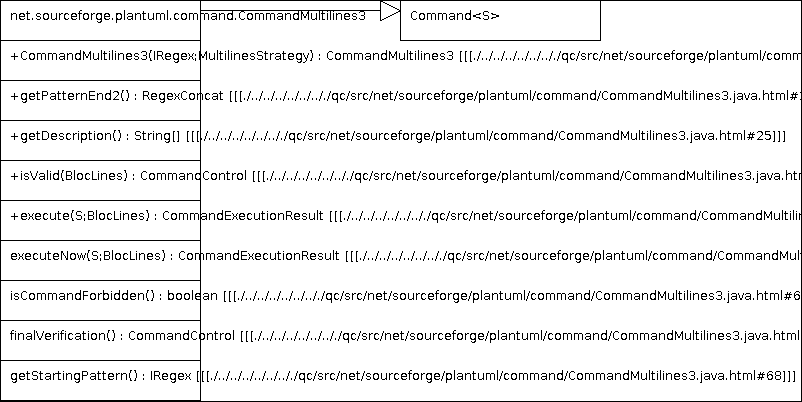 net.sourceforge.plantuml.command.CommandMultilines3
Command<S>
+CommandMultilines3(IRegex;MultilinesStrategy) : CommandMultilines3 [[[./../../../../../../../qc/src/net/sourceforge/plantuml/comm
+getPatternEnd2() : RegexConcat [[[./../../../../../../../qc/src/net/sourceforge/plantuml/command/CommandMultilines3.java.html#
+getDescription() : String[] [[[./../../../../../../../qc/src/net/sourceforge/plantuml/command/CommandMultilines3.java.html#25]]]
+isValid(BlocLines) : CommandControl [[[./../../../../../../../qc/src/net/sourceforge/plantuml/command/CommandMultilines3.java.htm
+execute(S;BlocLines) : CommandExecutionResult [[[./../../../../../../../qc/src/net/sourceforge/plantuml/command/CommandMultilin
executeNow(S;BlocLines) : CommandExecutionResult [[[./../../../../../../../qc/src/net/sourceforge/plantuml/command/CommandMult
isCommandForbidden() : boolean [[[./../../../../../../../qc/src/net/sourceforge/plantuml/command/CommandMultilines3.java.html#6
finalVerification() : CommandControl [[[./../../../../../../../qc/src/net/sourceforge/plantuml/command/CommandMultilines3.java.html
getStartingPattern() : IRegex [[[./../../../../../../../qc/src/net/sourceforge/plantuml/command/CommandMultilines3.java.html#68]]]